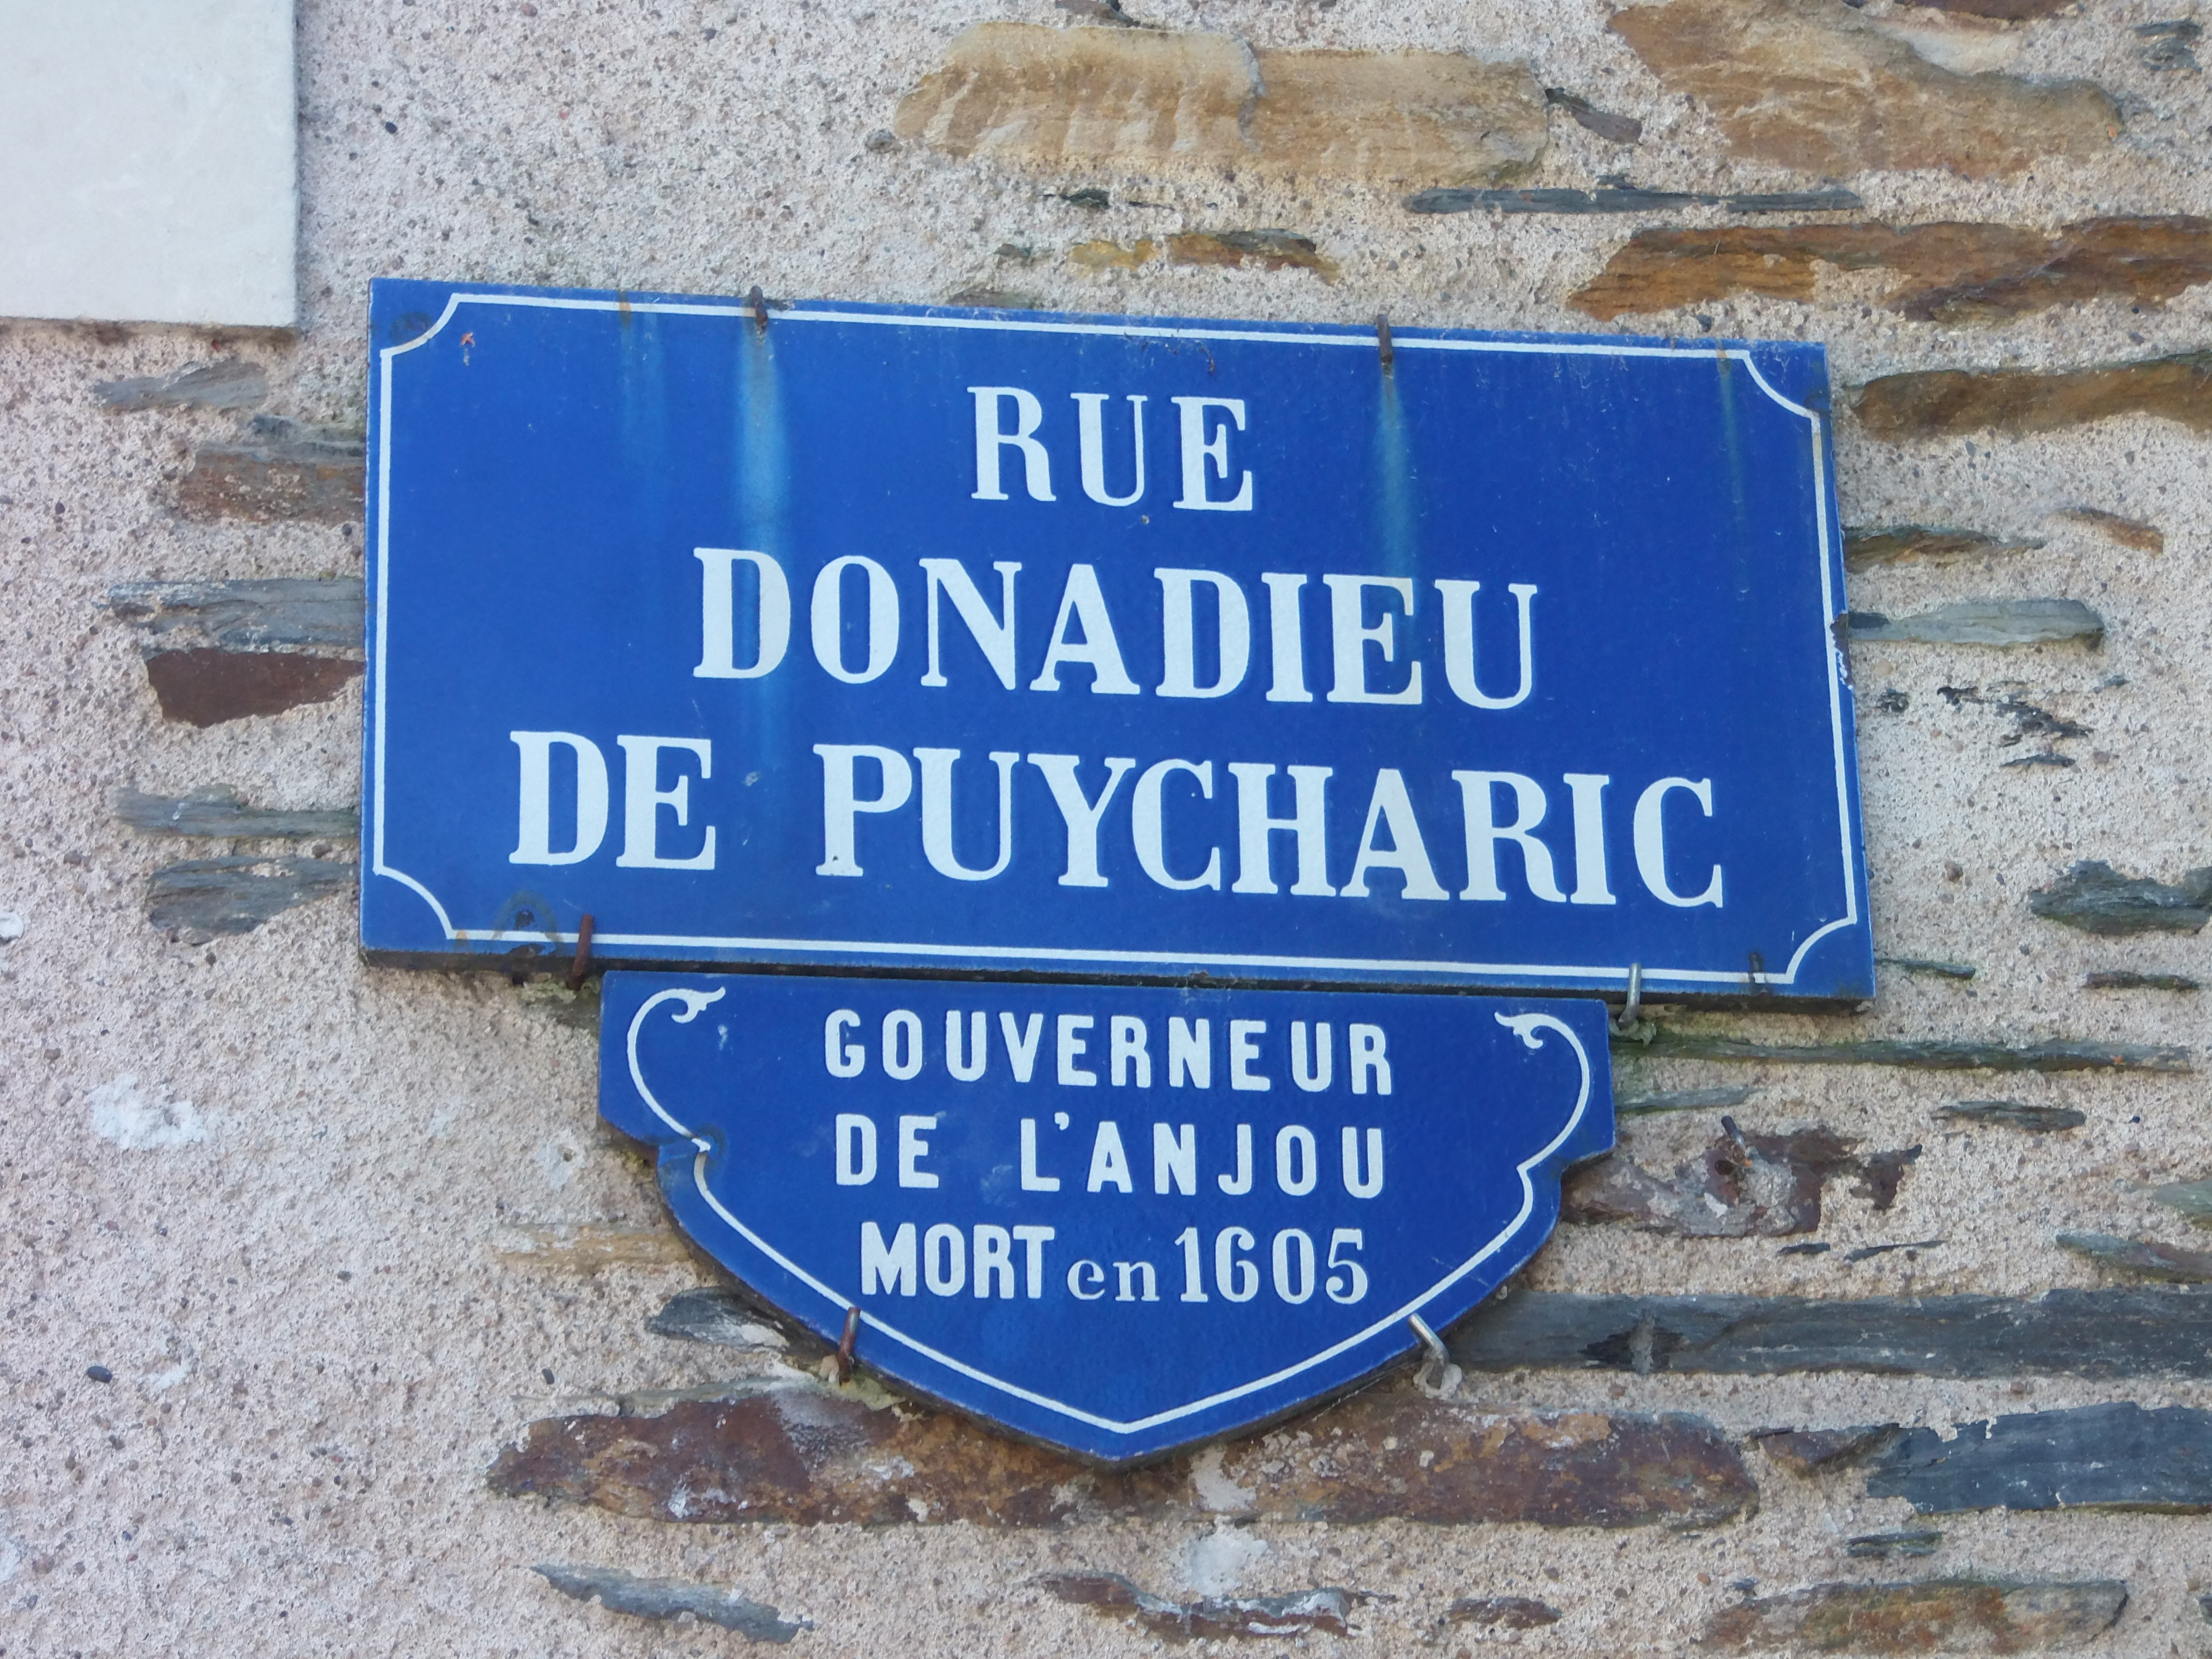 RUE
DONADIEU
DE PUYCHARIC
GOUVERNEUR
DE L'ANJOU
MORT en 1605